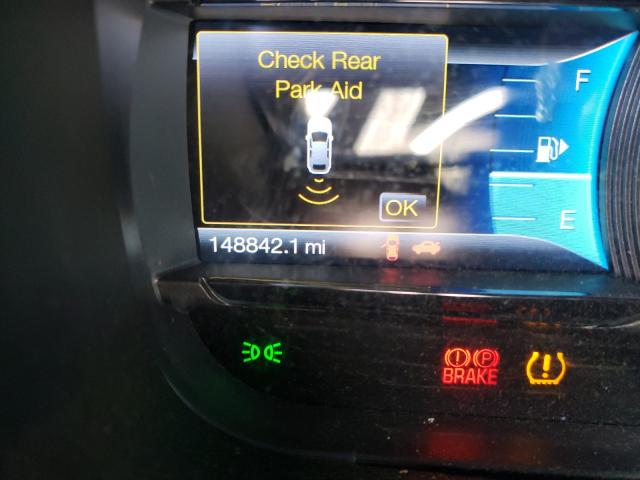 Check Rear
Park Aid
F
OK
E
148842.1 mi
P
BRAKE